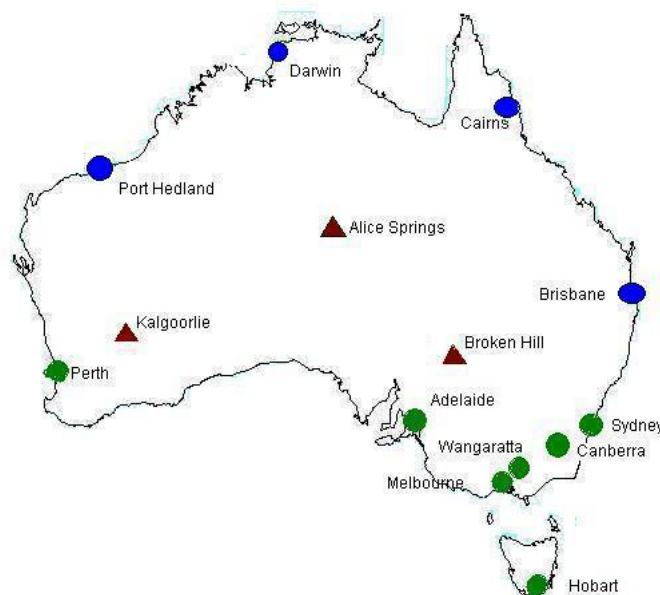 Darwin
Cairns
Port Hedland
Alice Springs
Brisbane
Kalgoorlie
Broken Hill
Perth
Adelaide
Sydney
Wangaratta
Canberra
Melbourne
Hobart